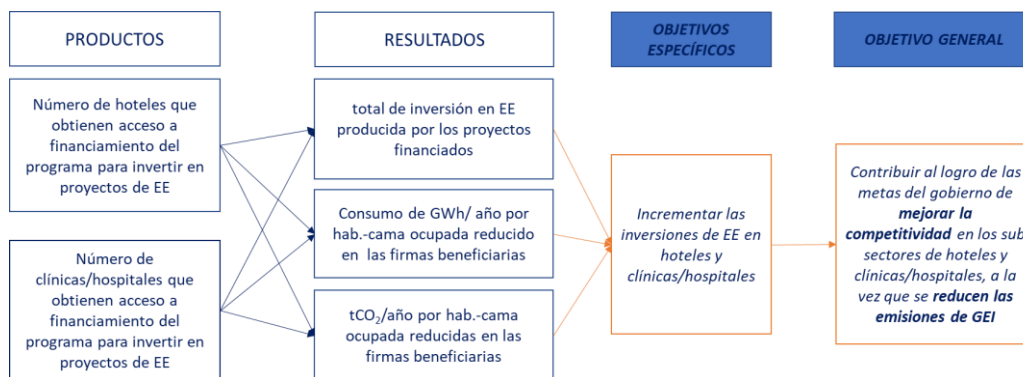 PRODUCTOS
RESULTADOS
OBJETIVOS
ESPECÍFICOS
OBJETIVO GENERAL
Número de hoteles que
obtienen acceso a
financiamiento del
programa para invertir en
proyectos de EE
Número de
clínicas/hospitales que
obtienen acceso a
financiamiento del
programa para invertir en
proyectos de EE
total de inversión en EE
producida por los proyectos
financiados
Consumo de GWh/ año por
hab.-cama ocupada reducido
en las firmas beneficiarias
tCO₂/año por hab.-cama
ocupada reducidas en las
firmas beneficiarias
Incrementar las
inversiones de EE en
hoteles y
clínicas/hospitales
Contribuir al logro de las
metas del gobierno de
mejorar la
competitividad en los sub
sectores de hoteles y
clínicas/hospitales, a la
vez que se reducen las
emisiones de GEI